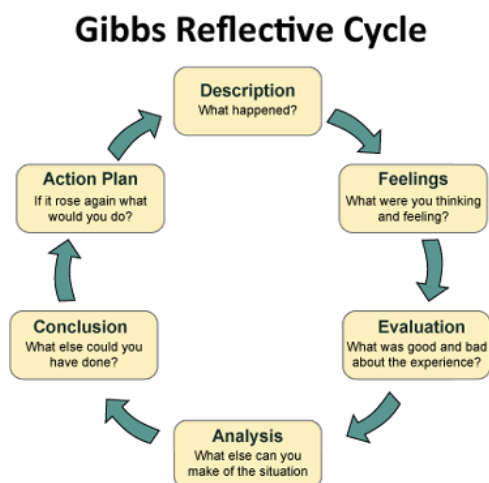 Gibbs Reflective Cycle
Description
What happened?
Feelings
What were you thinking
and feeling?
Evaluation
What was good and bad
about the experience?
Analysis
What else can you
make of the situation
Conclusion
What else could you
have done?
Action Plan
If it rose again what
would you do?